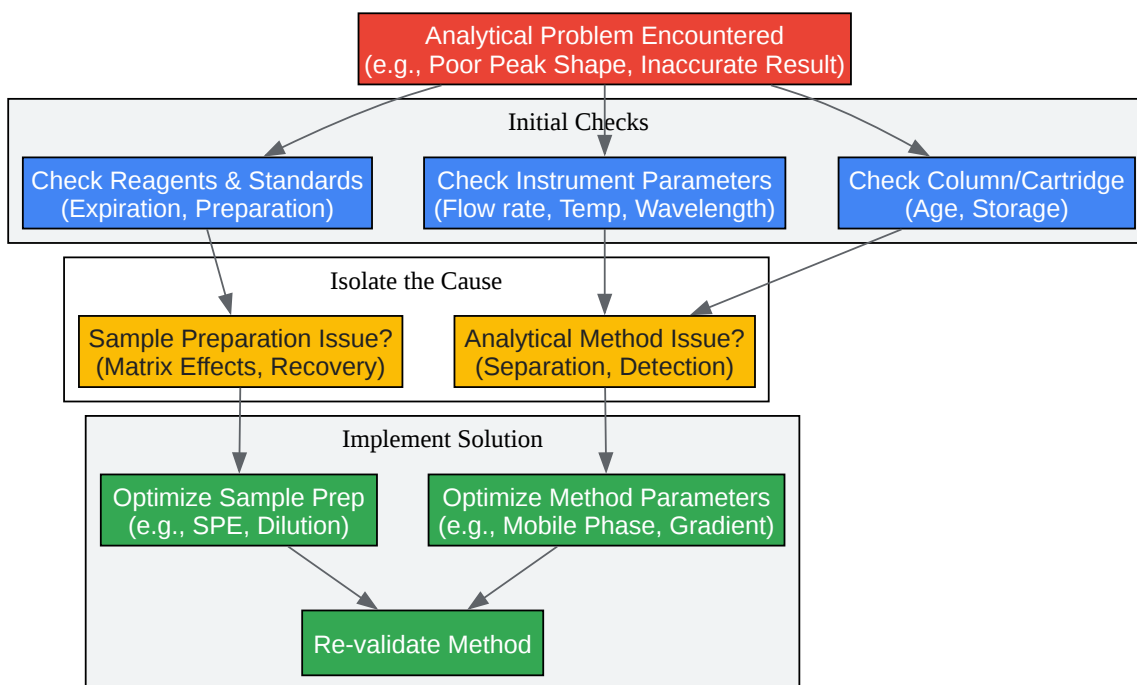 Analytical Problem Encountered
(e.g., Poor Peak Shape, Inaccurate Result)
Initial Checks
Check Reagents & Standards
(Expiration, Preparation)
Check Instrument Parameters
(Flow rate, Temp, Wavelength)
Check Column/Cartridge
(Age, Storage)
Isolate the Cause
Sample Preparation Issue?
(Matrix Effects, Recovery)
Analytical Method Issue?
(Separation, Detection)
Implement Solution
Optimize Sample Prep
(e.g., SPE, Dilution)
Optimize Method Parameters
(e.g., Mobile Phase, Gradient)
Re-validate Method